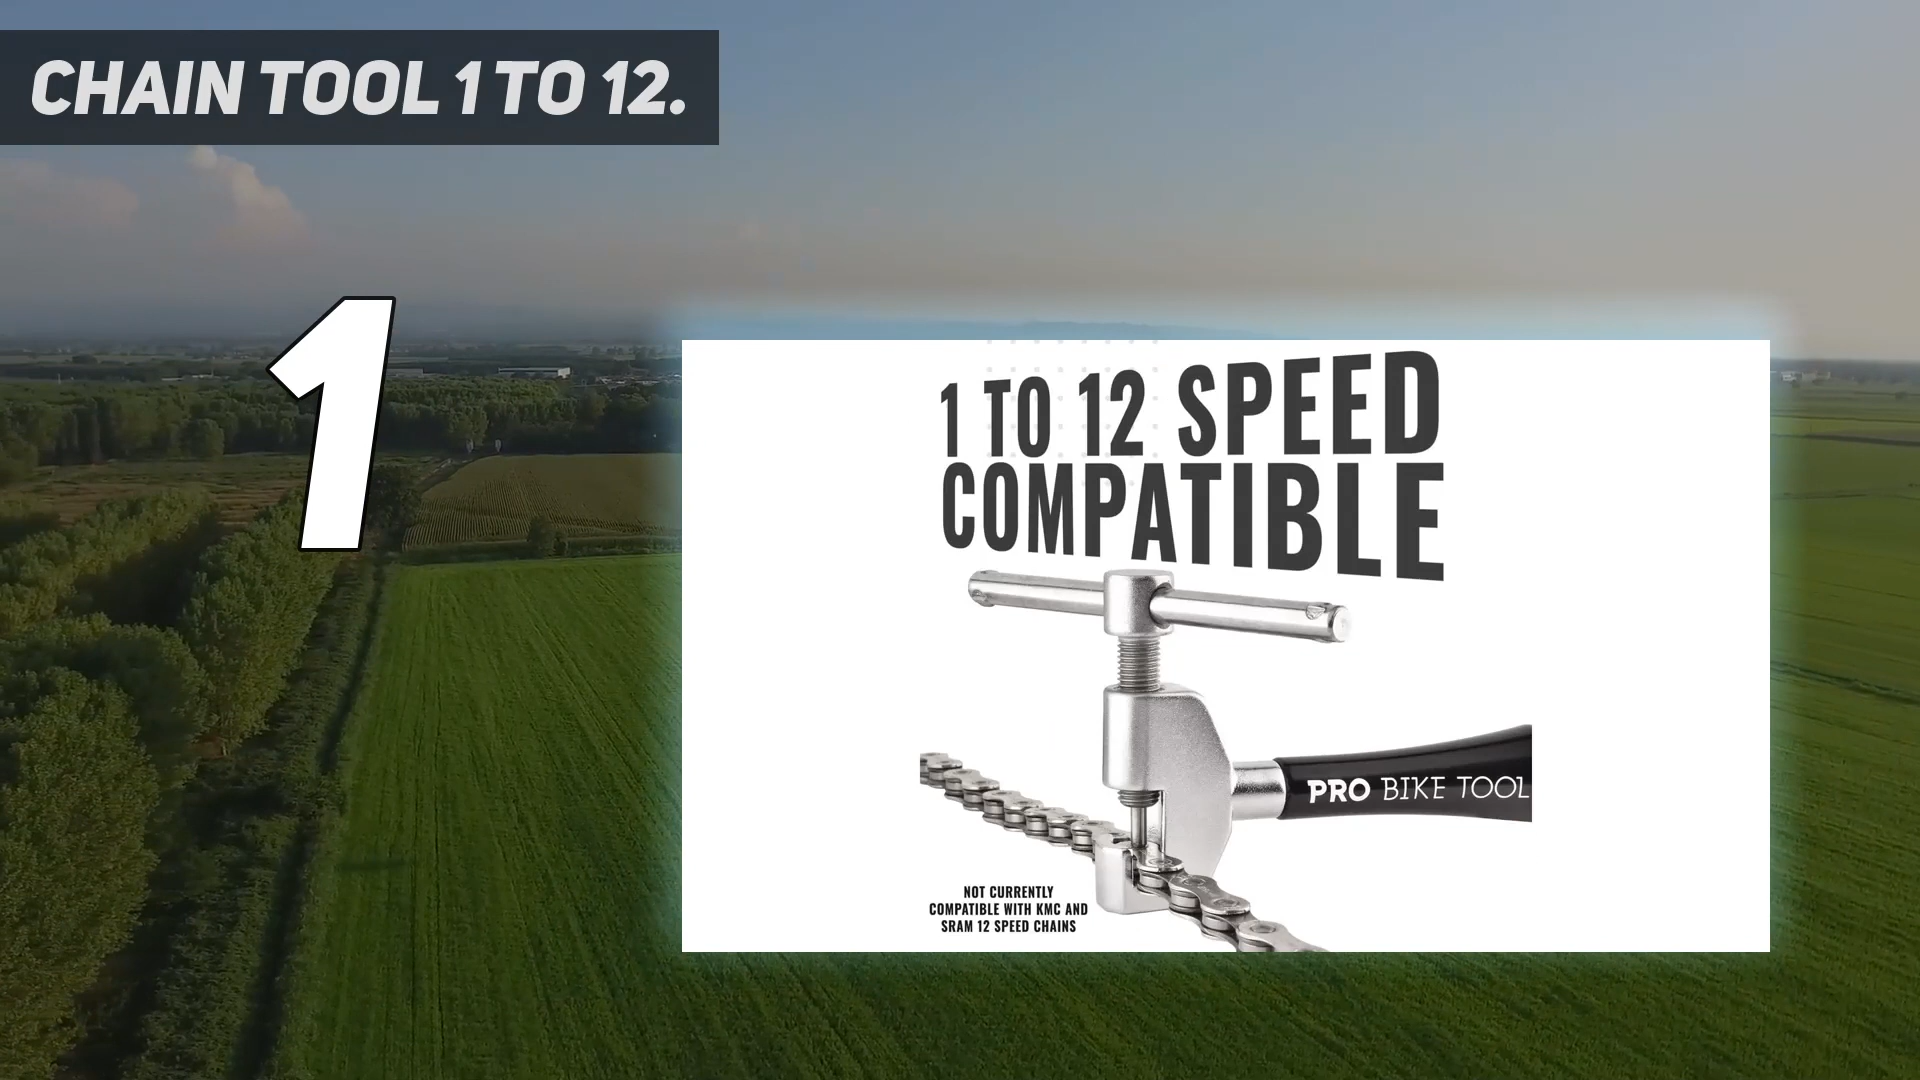 CHAIN TOOL 1 TO 12.
1
1 TO 12 SPEED
COMPATIBLE
PRO BIKE TOOL
NOT CURRENTLY
COMPATIBLE WITH KMC AND
SRAM 12 SPEED CHAINS